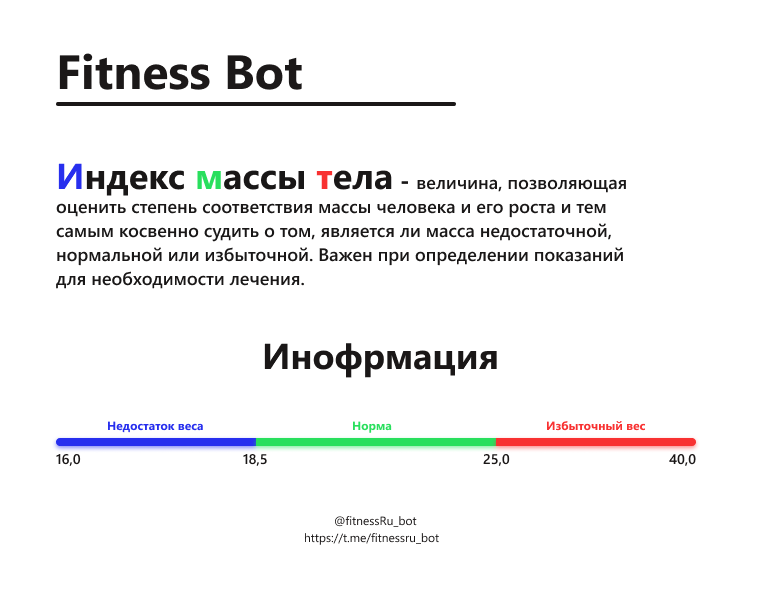 Fitness Bot
Индекс массы тела - величина, позволяющая
оценить степень соответствия массы человека и его роста и тем
самым косвенно судить о том, является ли масса недостаточной,
нормальной или избыточной. Важен при определении показаний
для необходимости лечения.
Инофрмация
Недостаток веса Норма Избыточный вес
16,0 18,5 25,0 40,0
@fitnessRu_bot
https://t.me/fitnessru_bot